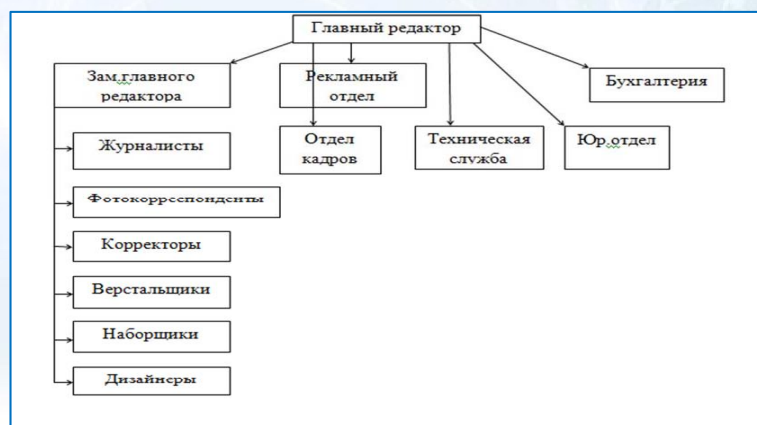 Главный редактор
Зам.главного
редактора
Рекламный
отдел
Бухгалтерия
Журналисты
Отдел
кадров
Техническая
служба
Юр.отдел
Фотокорреспонденты
Корректоры
Верстальщики
Наборщики
Дизайнеры